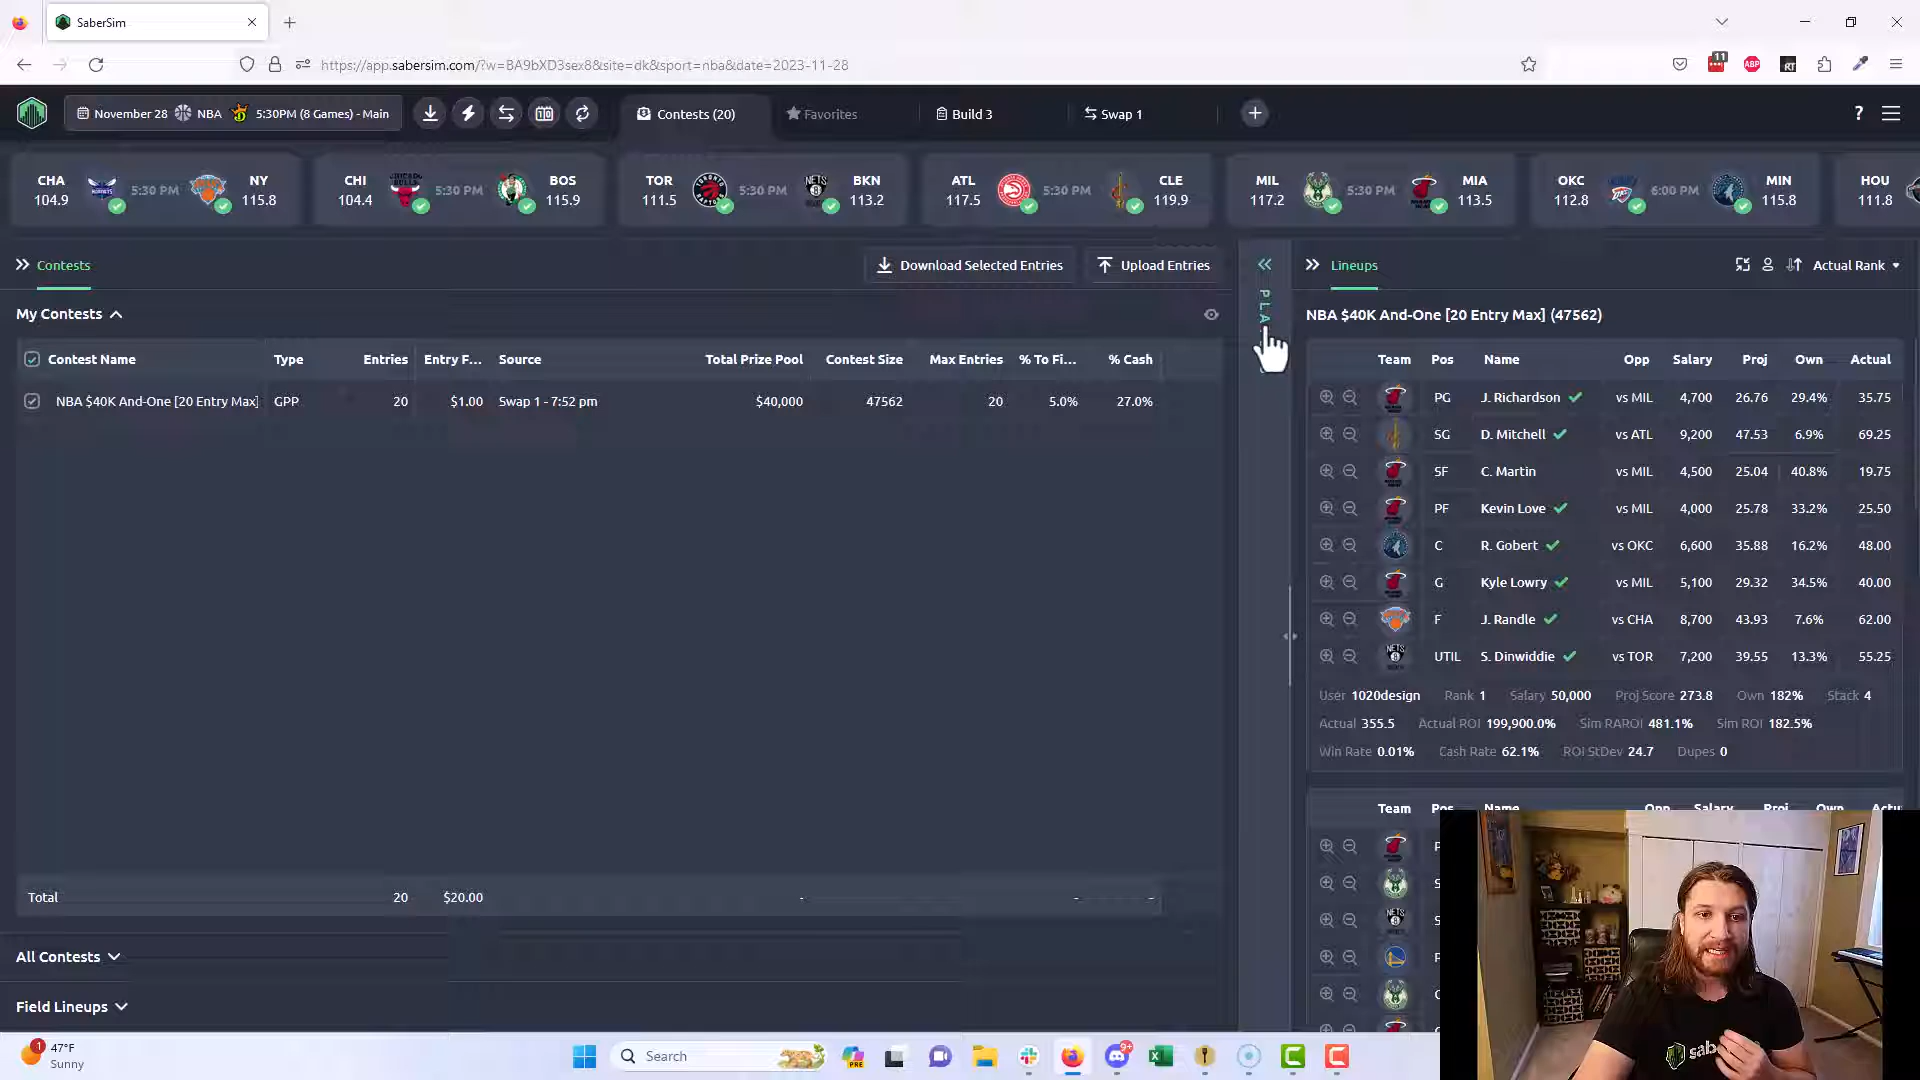 SaberSim
https://app.sabersim.com/?w=BA9bXD3sex8&site=dk&sport=nba&date=2023-11-28
11
ABP
RT
November 28 NBA 5:30PM (8 Games) - Main
Contests (20)
Favorites
Build 3
Swap 1
?
CHA 104.9 5:30 PM NY 115.8
CHI 104.4 5:30 PM BOS 115.9
TOR 111.5 5:30 PM BKN 113.2
ATL 117.5 5:30 PM CLE 119.9
MIL 117.2 5:30 PM MIA 113.5
OKC 112.8 6:00 PM MIN 115.8
HOU 111.8
Contests
Download Selected Entries
Upload Entries
My Contests
Contest Name Type Entries Entry F... Source Total Prize Pool Contest Size Max Entries % To Fi... % Cash
NBA $40K And-One [20 Entry Max] GPP 20 $1.00 Swap 1 - 7:52 pm $40,000 47562 20 5.0% 27.0%
Total 20 $20.00 - - -
All Contests
Field Lineups
PLA
Lineups
Actual Rank
NBA $40K And-One [20 Entry Max] (47562)
Team Pos Name Opp Salary Proj Own Actual
PG J. Richardson vs MIL 4,700 26.76 29.4% 35.75
SG D. Mitchell vs ATL 9,200 47.53 6.9% 69.25
SF C. Martin vs MIL 4,500 25.04 40.8% 19.75
PF Kevin Love vs MIL 4,000 25.78 33.2% 25.50
C R. Gobert vs OKC 6,600 35.88 16.2% 48.00
G Kyle Lowry vs MIL 5,100 29.32 34.5% 40.00
F J. Randle vs CHA 8,700 43.93 7.6% 62.00
UTIL S. Dinwiddie vs TOR 7,200 39.55 13.3% 55.25
User 1020design Rank 1 Salary 50,000 Proj Score 273.8 Own 182% Stack 4
Actual 355.5 Actual ROI 199,900.0% Sim RAROI 481.1% Sim ROI 182.5%
Win Rate 0.01% Cash Rate 62.1% ROI StDev 24.7 Dupes 0
Team Pos Name Opp Salary Proj Own Actu
47°F
Sunny
1
Search
PRE
9+